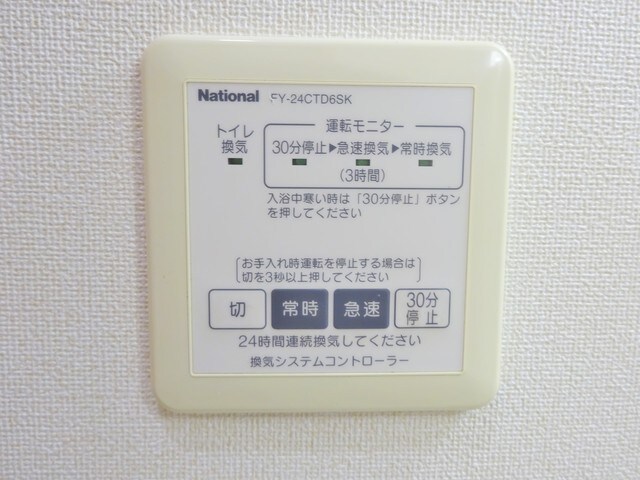 National FY-24CTD6SK
トイレ
換気
運転モニター
30分停止▶急速換気▶常時換気
(3時間)
入浴中寒い時は「30分停止」ボタン
を押してください
お手入れ時運転を停止する場合は
切を3秒以上押してください
切 常時 急速 30分
停止
24時間連続換気してください
換気システムコントローラー